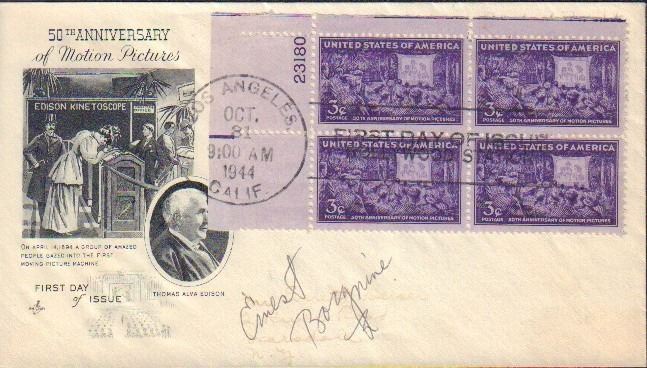 50TH ANNIVERSARY
of Motion Pictures
EDISON KINETOSCOPE
ON APRIL 14, 1894 A GROUP OF AMAZED
PEOPLE GAZED INTO THE FIRST
MOVING PICTURE MACHINE
THOMAS ALVA EDISON
FIRST DAY
of ISSUE
LOS ANGELES
OCT.
31
9:00 AM
1944
CALIF.
23180
FIRST DAY OF ISSUE
HOLLYWOOD STATION
UNITED STATES OF AMERICA
3¢
POSTAGE 50TH ANNIVERSARY OF MOTION PICTURES
UNITED STATES OF AMERICA
3¢
POSTAGE 50TH ANNIVERSARY OF MOTION PICTURES
UNITED STATES OF AMERICA
3¢
POSTAGE 50TH ANNIVERSARY OF MOTION PICTURES
UNITED STATES OF AMERICA
3¢
POSTAGE 50TH ANNIVERSARY OF MOTION PICTURES
Ernest
Borgnine